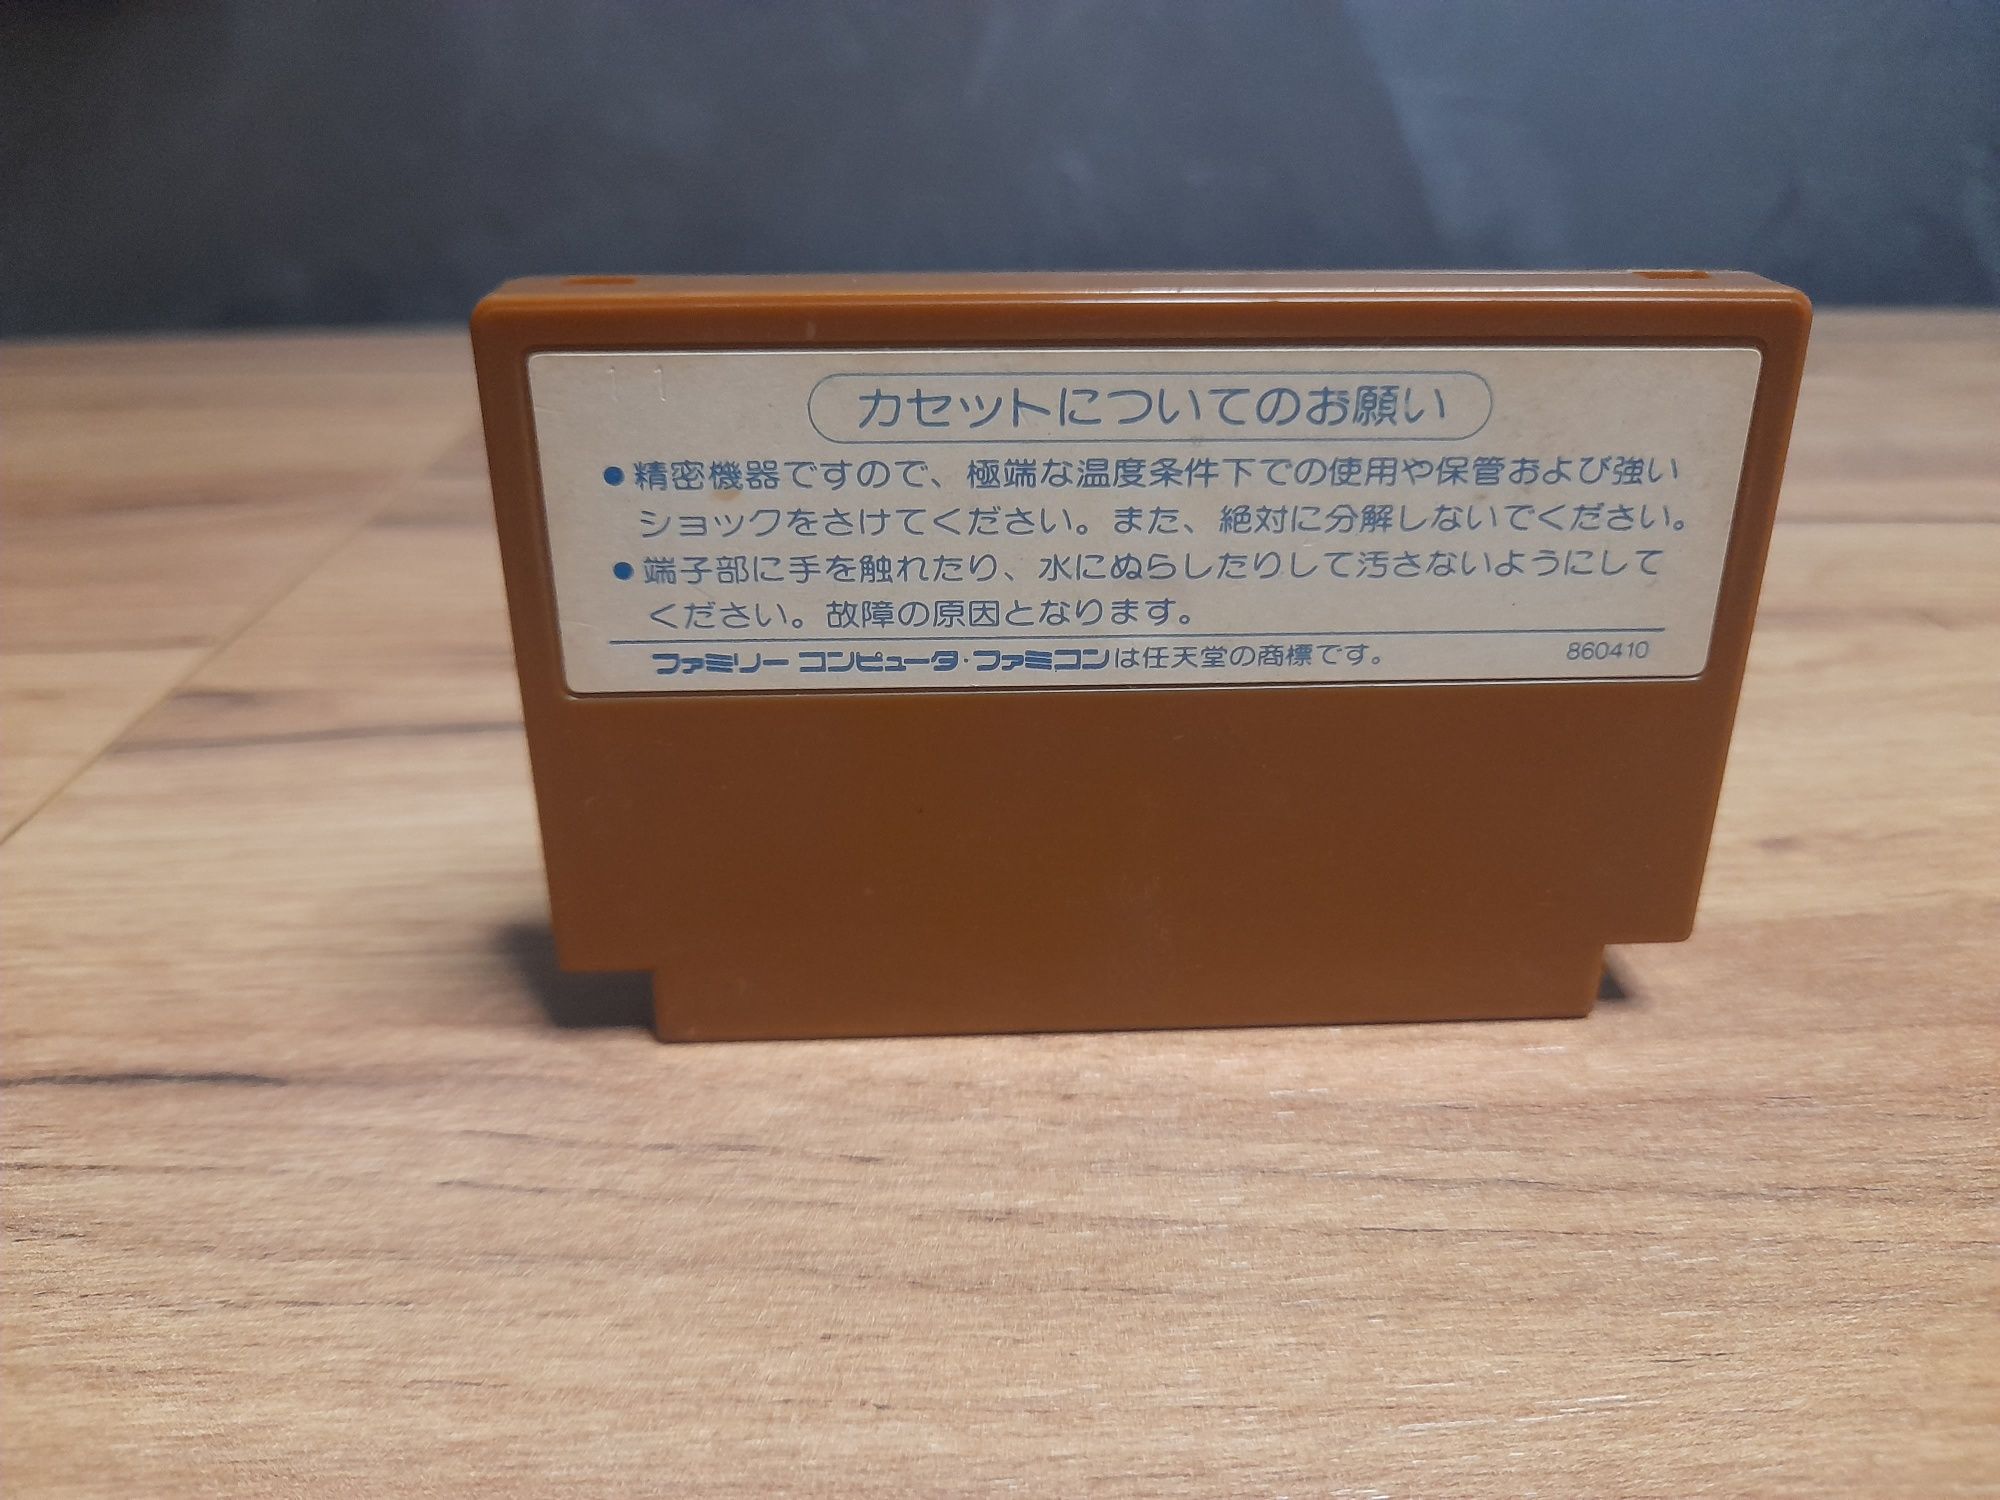 カセットについてのお願い
●精密機器ですので、極端な温度条件下での使用や保管および強い
ショックをさけてください。また、絶対に分解しないでください。
●端子部に手を触れたり、水にぬらしたりして汚さないようにして
ください。故障の原因となります。
ファミリー コンピュータ・ファミコンは任天堂の商標です。 860410